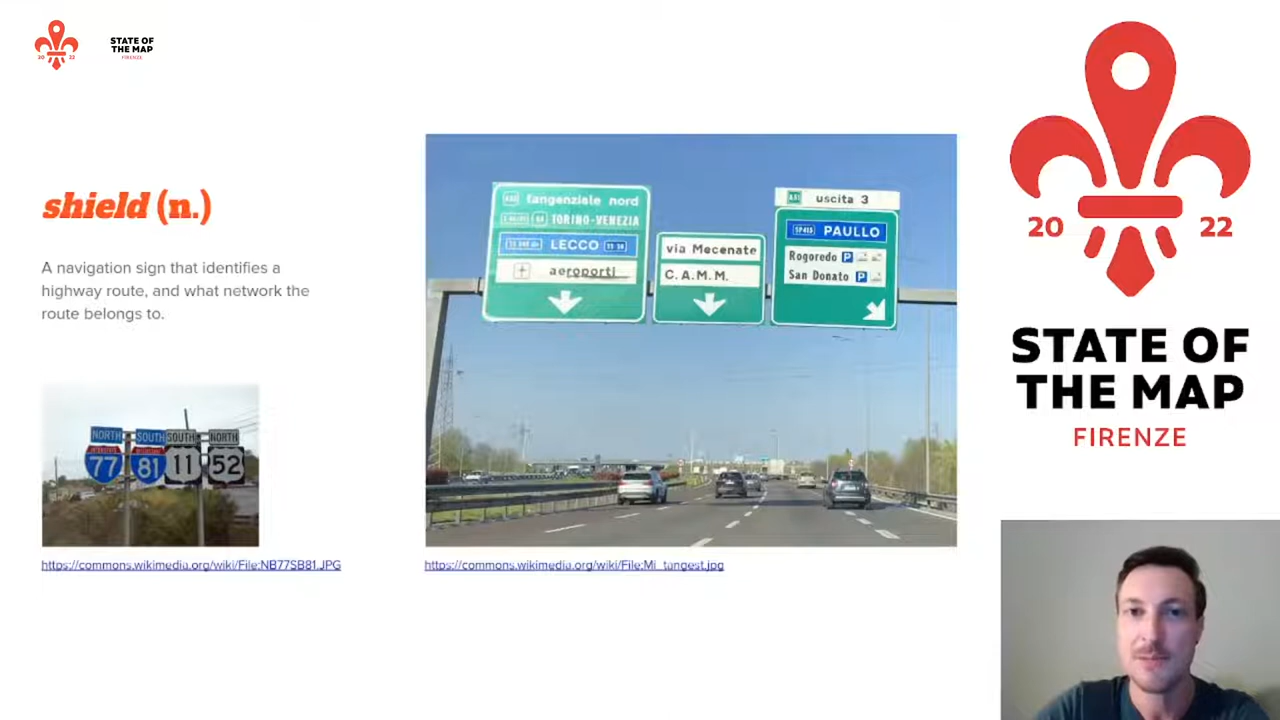 20 22
STATE OF
THE MAP
FIRENZE
shield (n.)
A navigation sign that identifies a
highway route, and what network the
route belongs to.
NORTH SOUTH SOUTH NORTH
77 81 11 52
https://commons.wikimedia.org/wiki/File:NB77SB81.JPG
tangenziale nord
TORINO-VENEZIA
LECCO
aeroporti
via Mecenate
C.A.M.M.
uscita 3
SP415 PAULLO
Rogoredo P
San Donato P
https://commons.wikimedia.org/wiki/File:Mi_tangest.jpg
20 22
STATE OF
THE MAP
FIRENZE